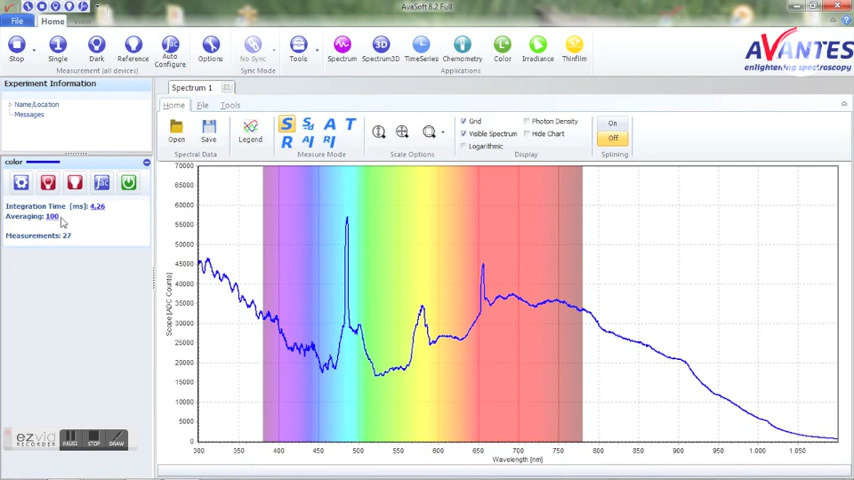 AvaSoft 8.2 Full
File Home View
Stop Single Dark Reference Auto Configure Options No Sync Tools Spectrum Spectrum3D TimeSeries Chemometry Color Irradiance Thinfilm
Measurement (all devices) Sync Mode Applications
AVANTES
enlightening spectroscopy
Experiment Information
Name/Location
Messages
color
Integration Time [ms]: 4,26
Averaging: 100
Measurements: 27
Spectrum 1
Home File Tools
Open Save Legend
S Sd A T
R AI RI
Grid Photon Density
Visible Spectrum Hide Chart
Logarithmic
On
Off
Spectral Data Measure Mode Scale Options Display Splining
70000
65000
60000
55000
50000
45000
40000
35000
30000
25000
20000
15000
10000
5000
0
Scope [ADC Counts]
300 350 400 450 500 550 600 650 700 750 800 850 900 950 1.000 1.050
Wavelength [nm]
ezvid
RECORDER
PAUSE STOP DRAW